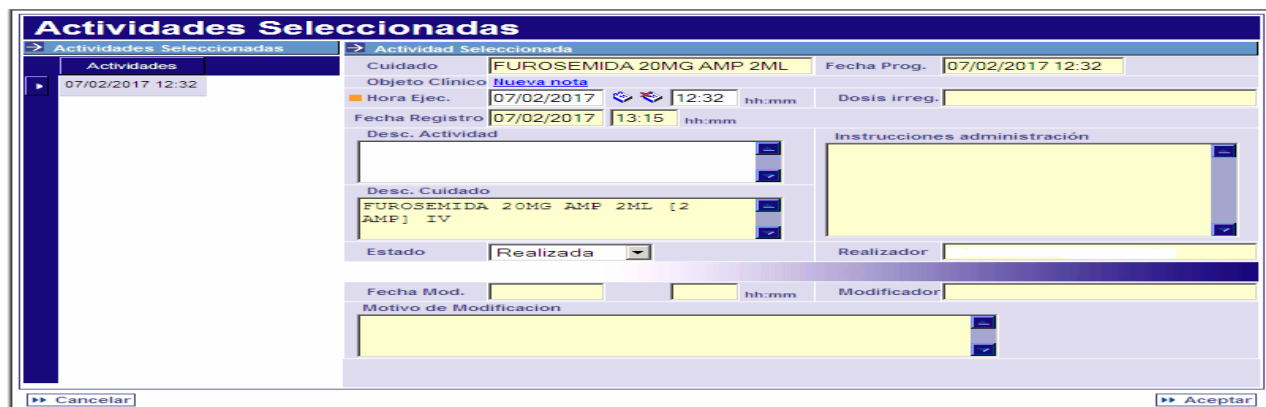 Actividades Seleccionadas
Actividades Seleccionadas
Actividad Seleccionada
Actividades
07/02/2017 12:32
Cuidado FUROSEMIDA 20MG AMP 2ML Fecha Prog. 07/02/2017 12:32
Objeto Clínico Nueva nota
Hora Ejec. 07/02/2017 12:32 hh:mm Dosis irreg.
Fecha Registro 07/02/2017 13:15 hh:mm
Desc. Actividad Instrucciones administración
Desc. Cuidado
FUROSEMIDA 20MG AMP 2ML [2
AMP] IV
Estado Realizada Realizador
Fecha Mod. hh:mm Modificador
Motivo de Modificacion
Cancelar Aceptar